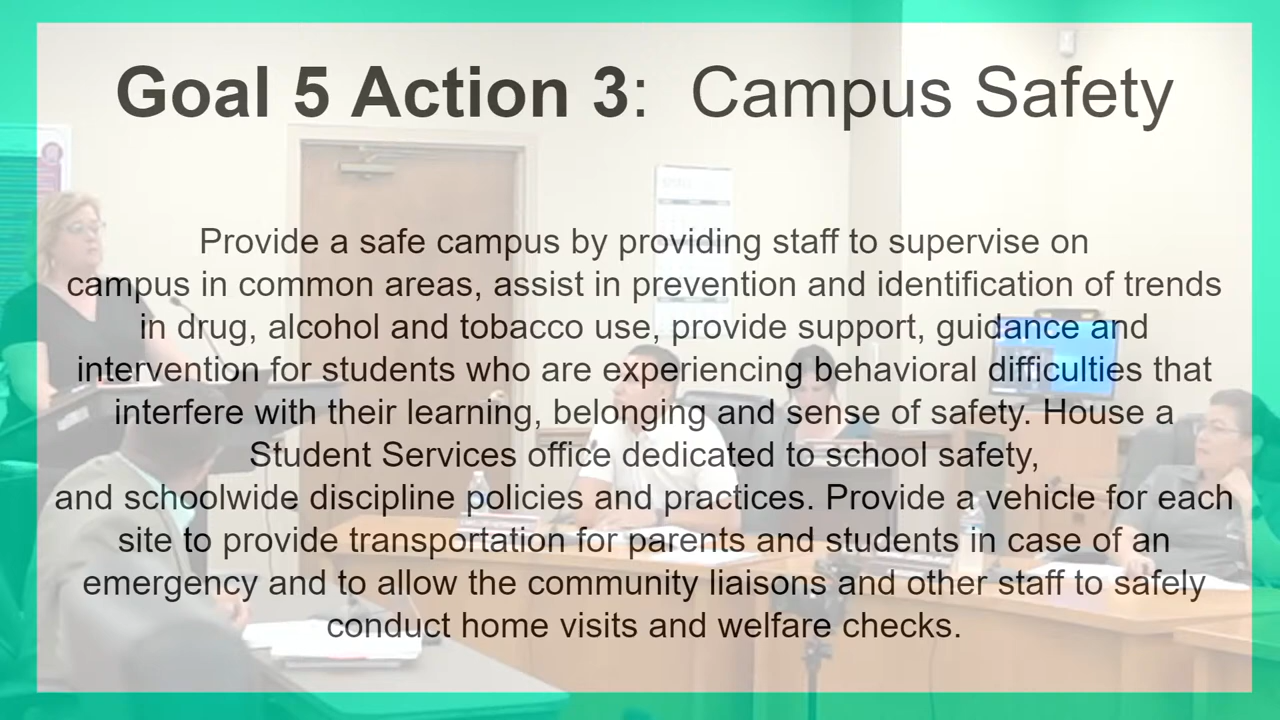 Goal 5 Action 3: Campus Safety
Provide a safe campus by providing staff to supervise on
campus in common areas, assist in prevention and identification of trends
in drug, alcohol and tobacco use, provide support, guidance and
intervention for students who are experiencing behavioral difficulties that
interfere with their learning, belonging and sense of safety. House a
Student Services office dedicated to school safety,
and schoolwide discipline policies and practices. Provide a vehicle for each
site to provide transportation for parents and students in case of an
emergency and to allow the community liaisons and other staff to safely
conduct home visits and welfare checks.